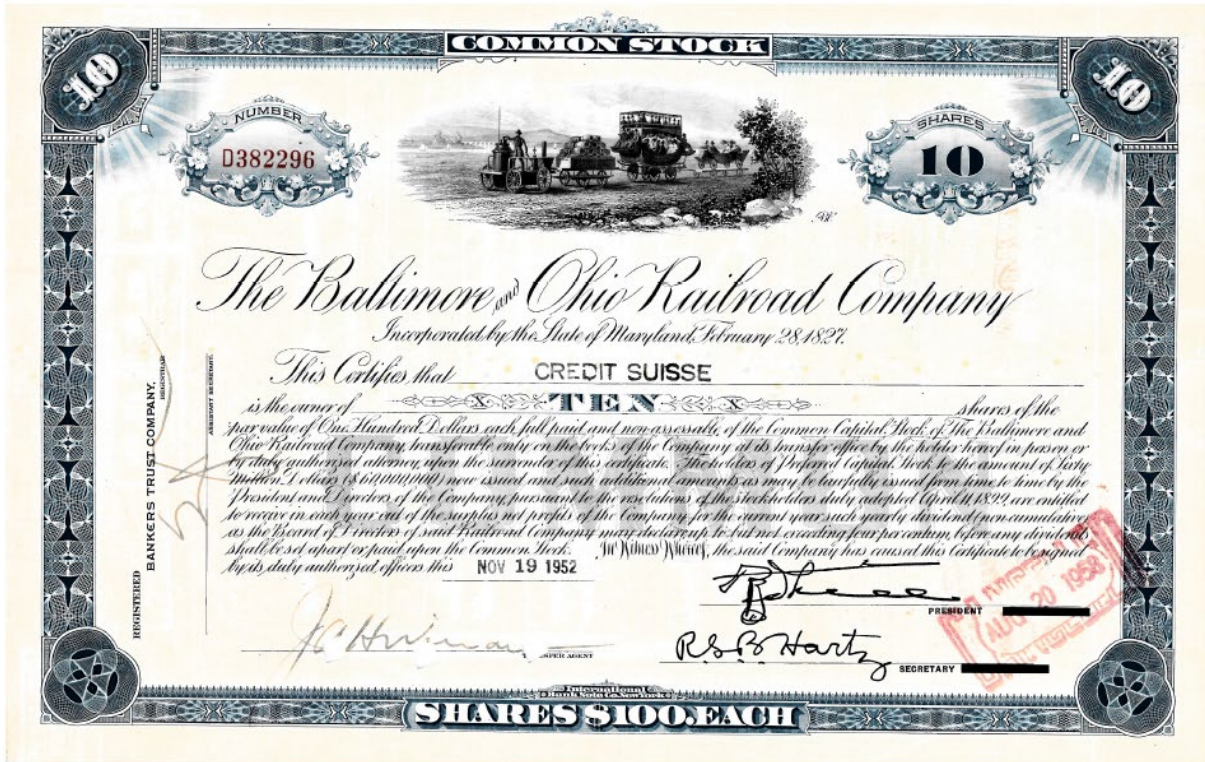 COMMON STOCK
10
10
NUMBER
D382296
SHARES
10
The Baltimore and Ohio Railroad Company
Incorporated by the State of Maryland, February 28, 1827.
This Certifies that CREDIT SUISSE
is the owner of X TEN X shares of the
par value of One Hundred Dollars each full paid and non assessable, of the Common Capital Stock of The Baltimore and
Ohio Railroad Company, transferable only on the books of the Company at its transfer office by the holder hereof in person or
by duly authorized attorney, upon the surrender of this certificate. The holders of Preferred Capital Stock to the amount of Sixty
Million Dollars ($60,000,000) now issued and such additional amount as may be lawfully issued from time to time by the
President and Directors of the Company, pursuant to the resolutions of the stockholders duly adopted April 11, 1899, are entitled
to receive in each year out of the surplus net profits of the Company for the current year such yearly dividend (non cumulative)
as the Board of Directors of said Railroad Company may declare up to but not exceeding four per centum, before any dividends
shall be set apart or paid upon the Common Stock. In Witness Whereof, the said Company has caused this Certificate to be signed
by its duly authorized officers this NOV 19 1952
COMMON
PRESIDENT
20 1958
R S B Hartz
SECRETARY
REGISTERED
BANKERS TRUST COMPANY,
REGISTRAR
ASSISTANT SECRETARY.
AGENT
International
Bank Note Co. New York
SHARES $100. EACH